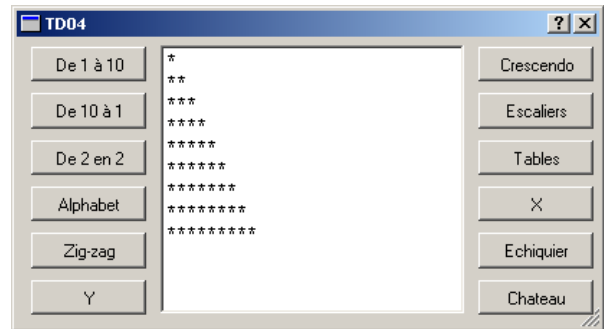 TD04
De 1 à 10
De 10 à 1
De 2 en 2
Alphabet
Zig-zag
Y
*
**
***
****
*****
******
*******
********
*********
Crescendo
Escaliers
Tables
X
Echiquier
Chateau